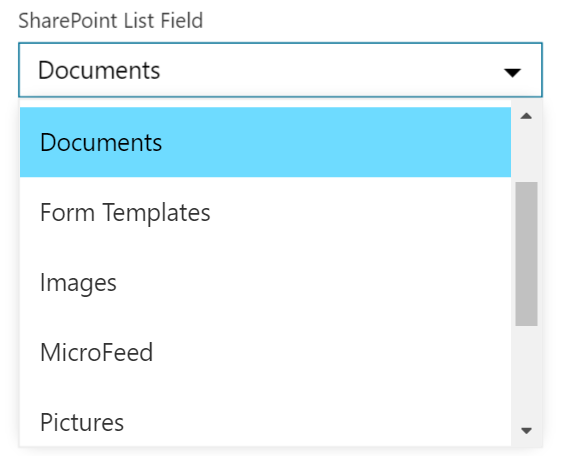 SharePoint List Field
Documents
Documents
Form Templates
Images
MicroFeed
Pictures